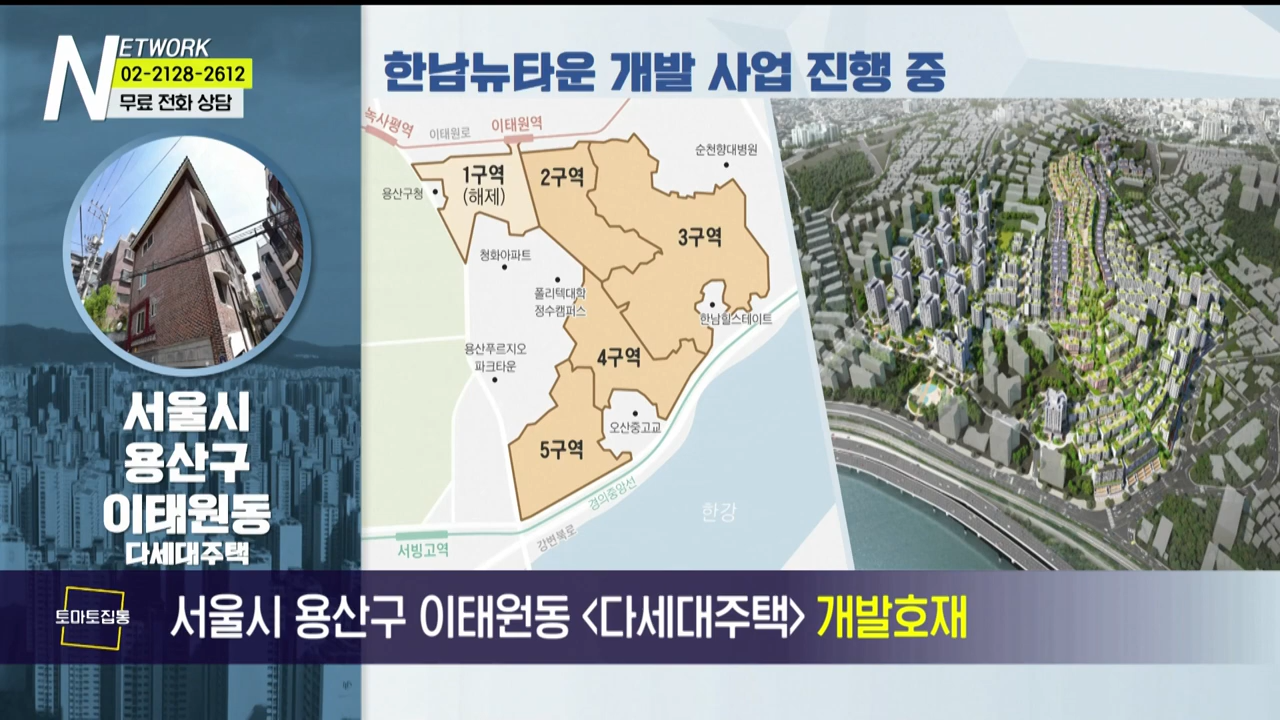 NETWORK
02-2128-2612
무료 전화 상담
한남뉴타운 개발 사업 진행 중
녹사평역
이태원로
이태원역
순천향대병원
용산구청
1구역
(해제)
2구역
3구역
청화아파트
폴리텍대학
정수캠퍼스
한남힐스테이트
용산푸르지오
파크타운
4구역
오산중고교
5구역
경의중앙선
한강
강변북로
서빙고역
서울시
용산구
이태원동
다세대주택
토마토집통
서울시 용산구 이태원동 <다세대주택> 개발호재